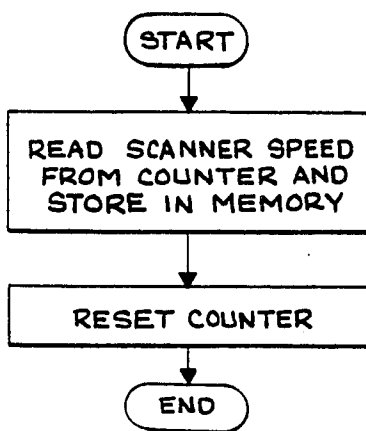 START
READ SCANNER SPEED
FROM COUNTER AND
STORE IN MEMORY
RESET COUNTER
END